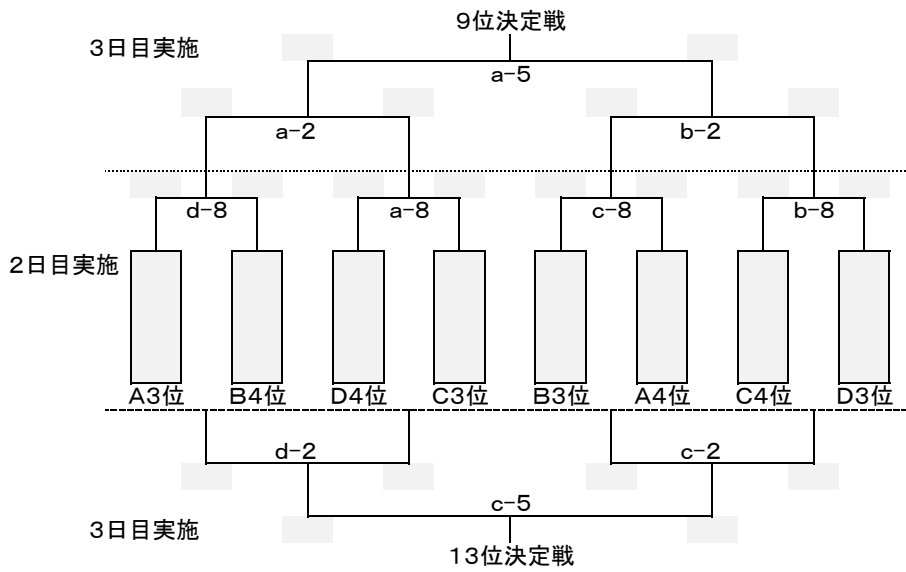 9位決定戦
3日目実施
a-5
a-2
b-2
d-8
a-8
c-8
b-8
2日目実施
A3位
B4位
D4位
C3位
B3位
A4位
C4位
D3位
d-2
c-2
c-5
3日目実施
13位決定戦